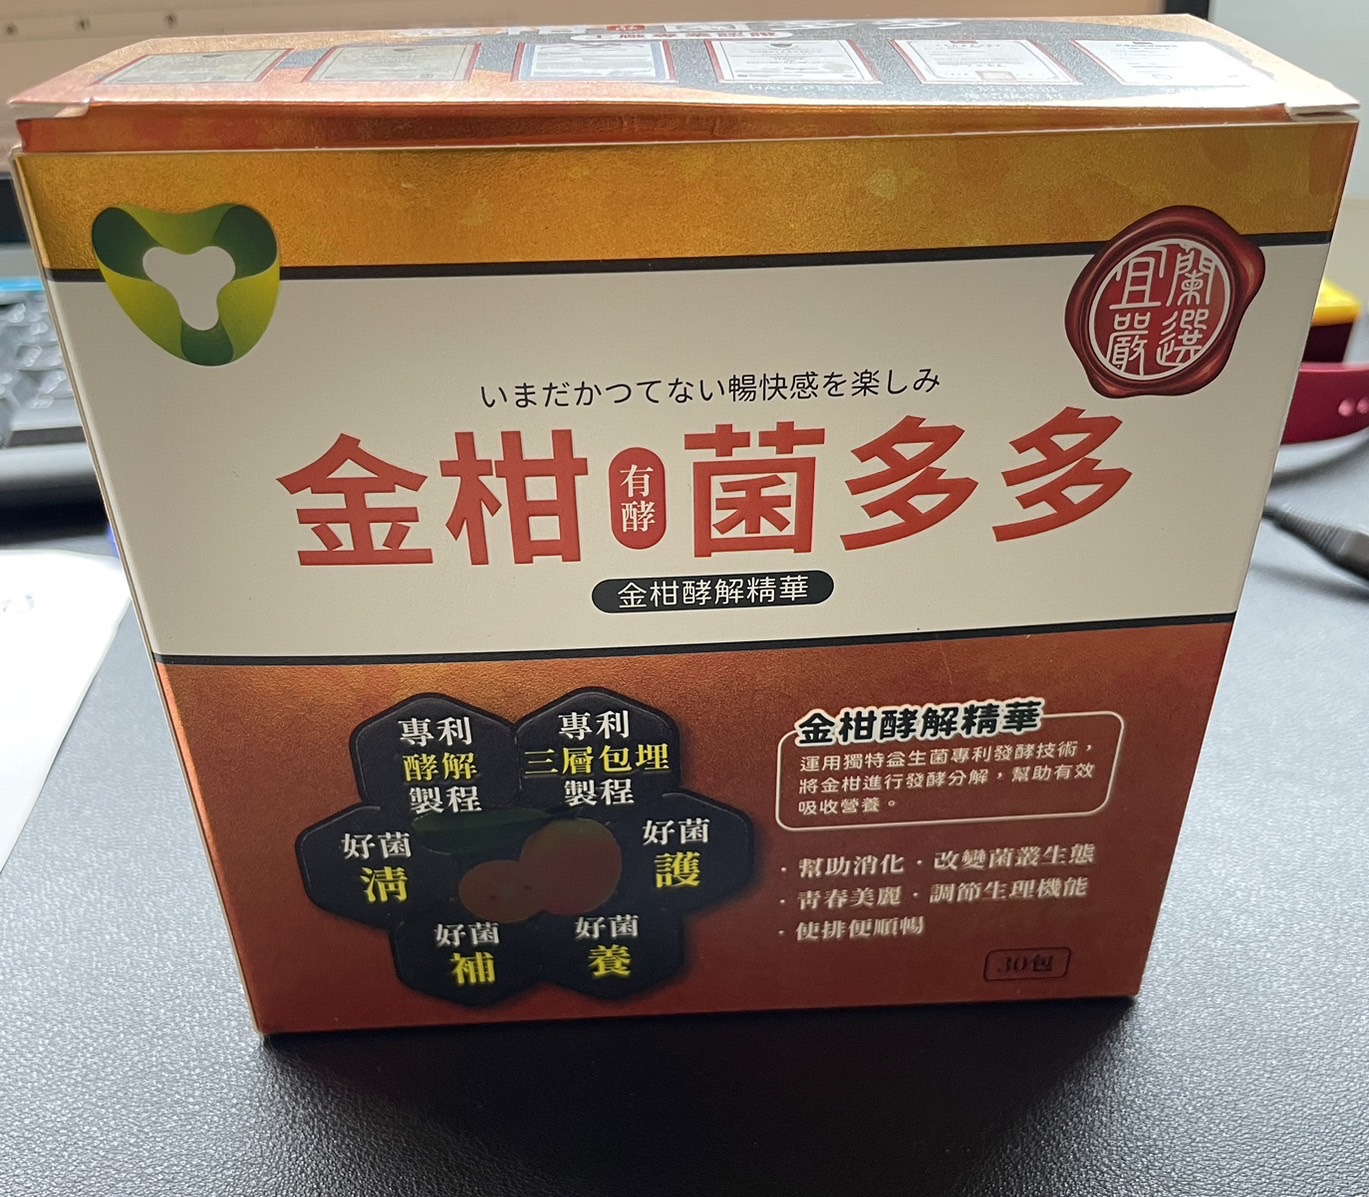 宜蘭
嚴選
いまだかつてない暢快感を楽しみ
金柑有酵菌多多
金柑酵解精華
專利
酵解
製程
專利
三層包埋
製程
好菌
清
好菌
護
好菌
補
好菌
養
金柑酵解精華
運用獨特益生菌專利發酵技術，
將金柑進行發酵分解，幫助有效
吸收營養。
·幫助消化·改變菌叢生態
·青春美麗·調節生理機能
·使排便順暢
30包